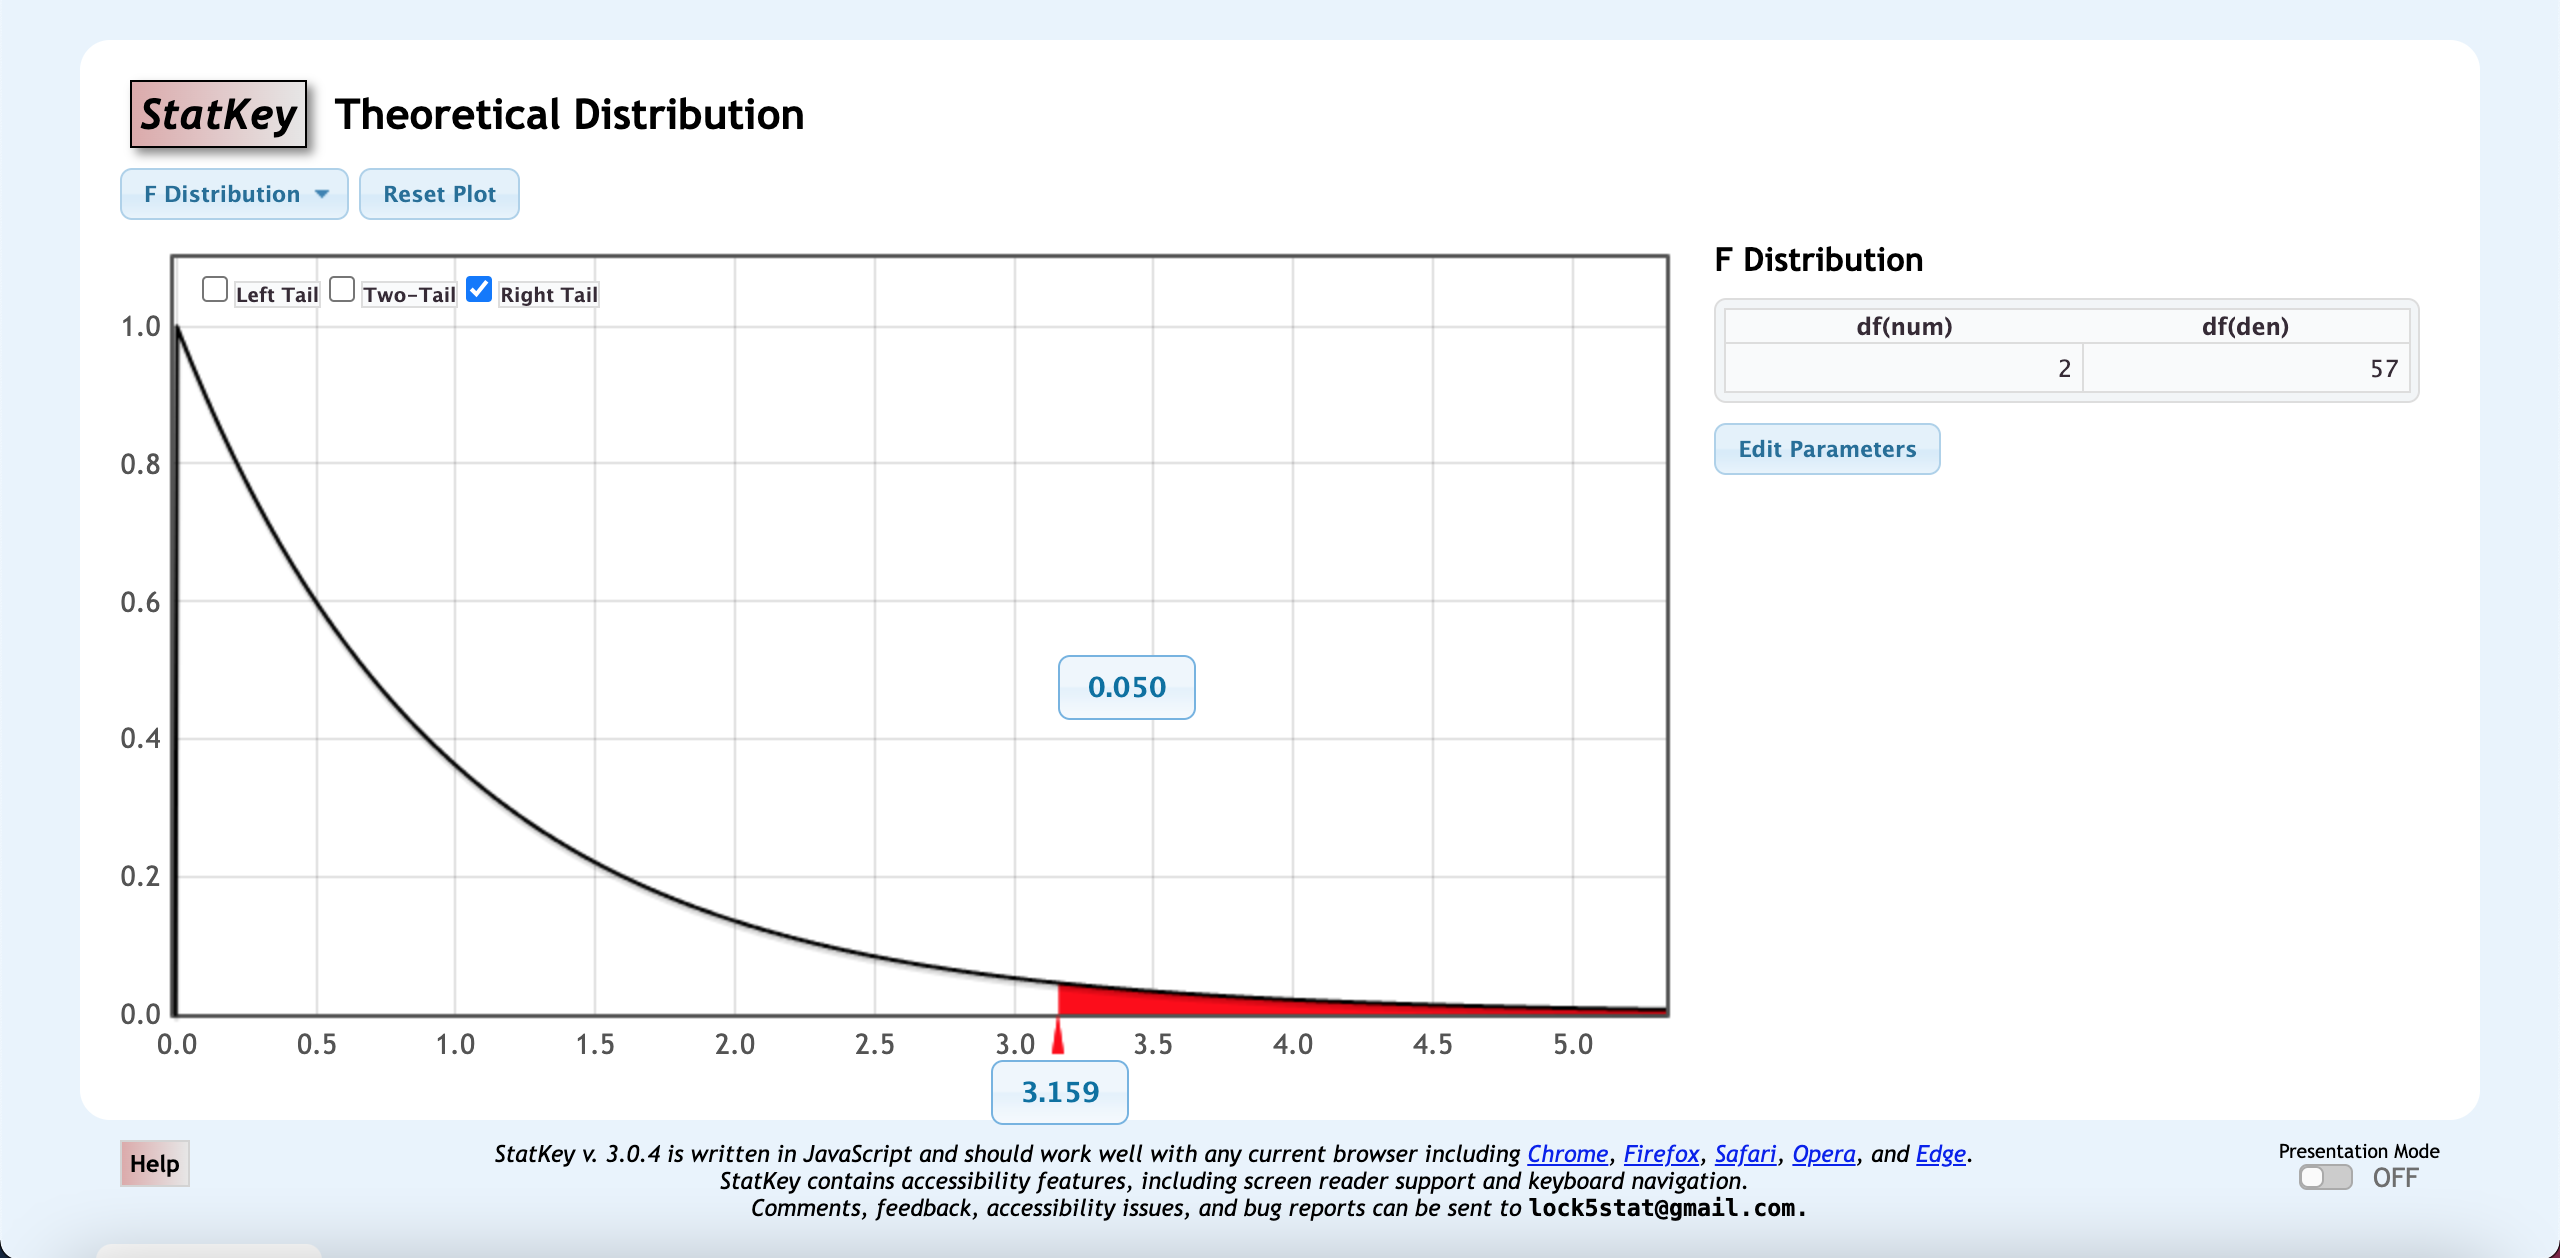 StatKey Theoretical Distribution
F Distribution Reset Plot
F Distribution
Left Tail Two-Tail Right Tail
df(num) df(den)
2 57
Edit Parameters
1.0
0.8
0.6
0.4
0.2
0.0
0.050
0.0 0.5 1.0 1.5 2.0 2.5 3.0 3.5 4.0 4.5 5.0
3.159
Help
StatKey v. 3.0.4 is written in JavaScript and should work well with any current browser including Chrome, Firefox, Safari, Opera, and Edge.
StatKey contains accessibility features, including screen reader support and keyboard navigation.
Comments, feedback, accessibility issues, and bug reports can be sent to lock5stat@gmail.com.
Presentation Mode
OFF